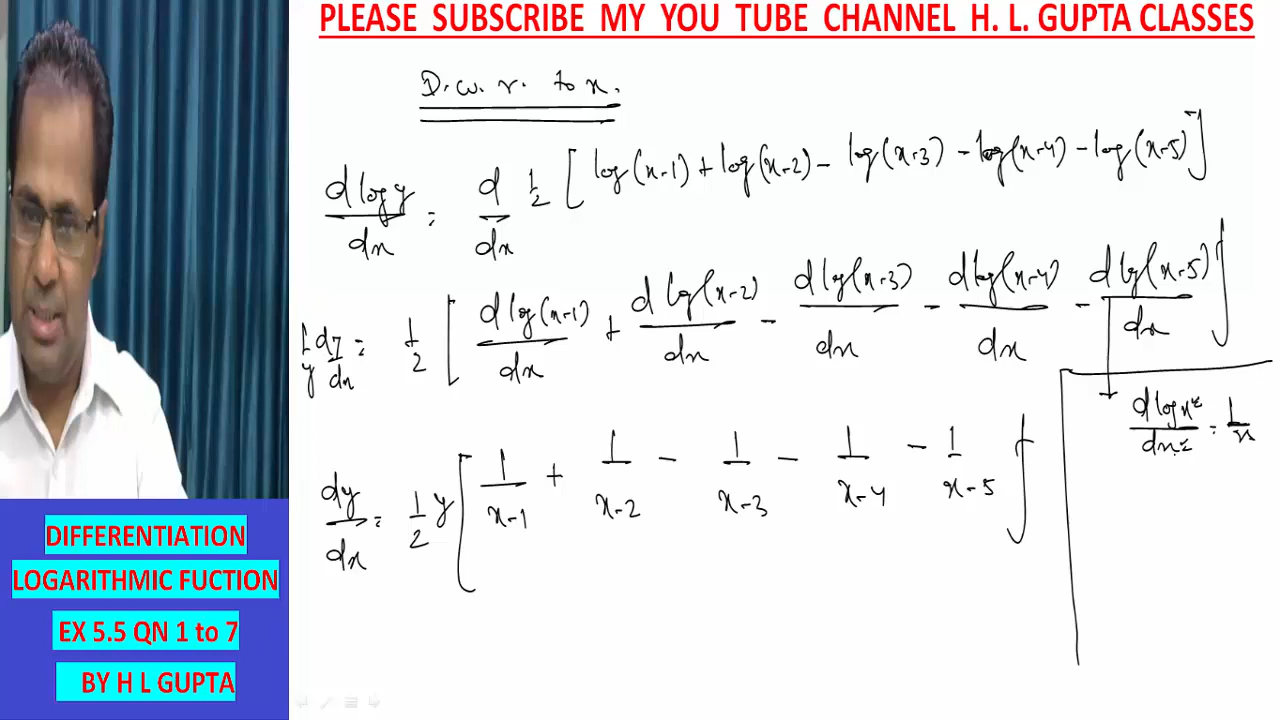 PLEASE SUBSCRIBE MY YOU TUBE CHANNEL H. L. GUPTA CLASSES
D. w. r. to x.
d log y / dx = d/dx 1/2 [log(x-1) + log(x-2) - log(x-3) - log(x-4) - log(x-5)]
1/y dy/dx = 1/2 [d log(x-1)/dx + d log(x-2)/dx - d log(x-3)/dx - d log(x-4)/dx - d log(x-5)/dx]
d log x / dx = 1/x
dy/dx = 1/2 y [1/(x-1) + 1/(x-2) - 1/(x-3) - 1/(x-4) - 1/(x-5)]
DIFFERENTIATION
LOGARITHMIC FUCTION
EX 5.5 QN 1 to 7
BY H L GUPTA